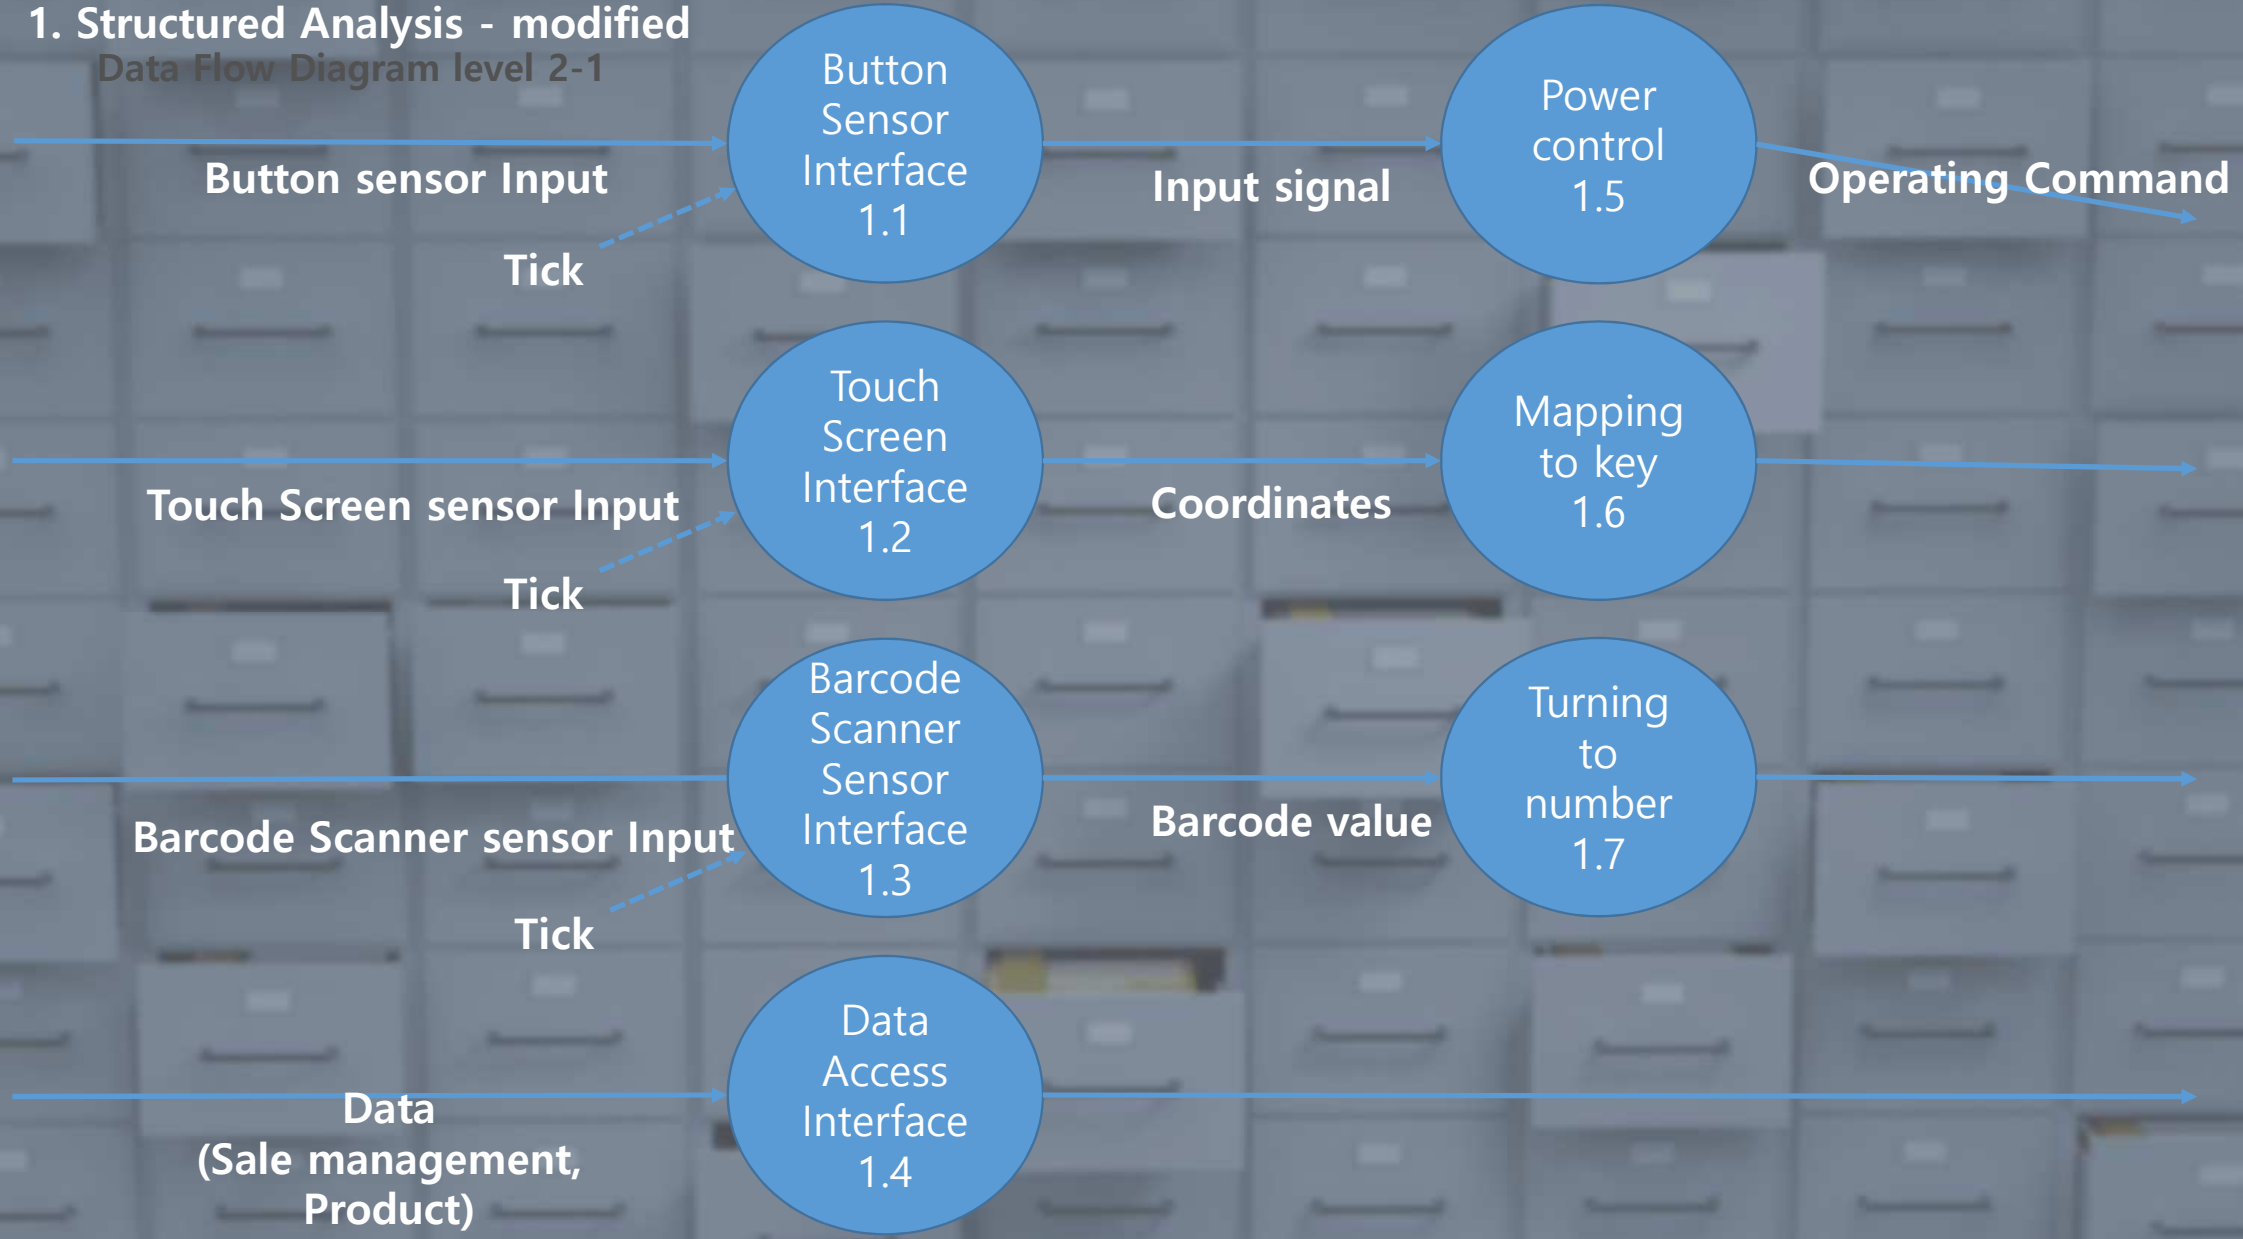 1. Structured Analysis - modified
Data Flow Diagram level 2-1
Button
Sensor
Interface
1.1
Power
control
1.5
Button sensor Input
Input signal
Operating Command
Tick
Touch
Screen
Interface
1.2
Mapping
to key
1.6
Touch Screen sensor Input
Coordinates
Tick
Barcode
Scanner
Sensor
Interface
1.3
Turning
to
number
1.7
Barcode Scanner sensor Input
Barcode value
Tick
Data
Access
Interface
1.4
Data
(Sale management,
Product)